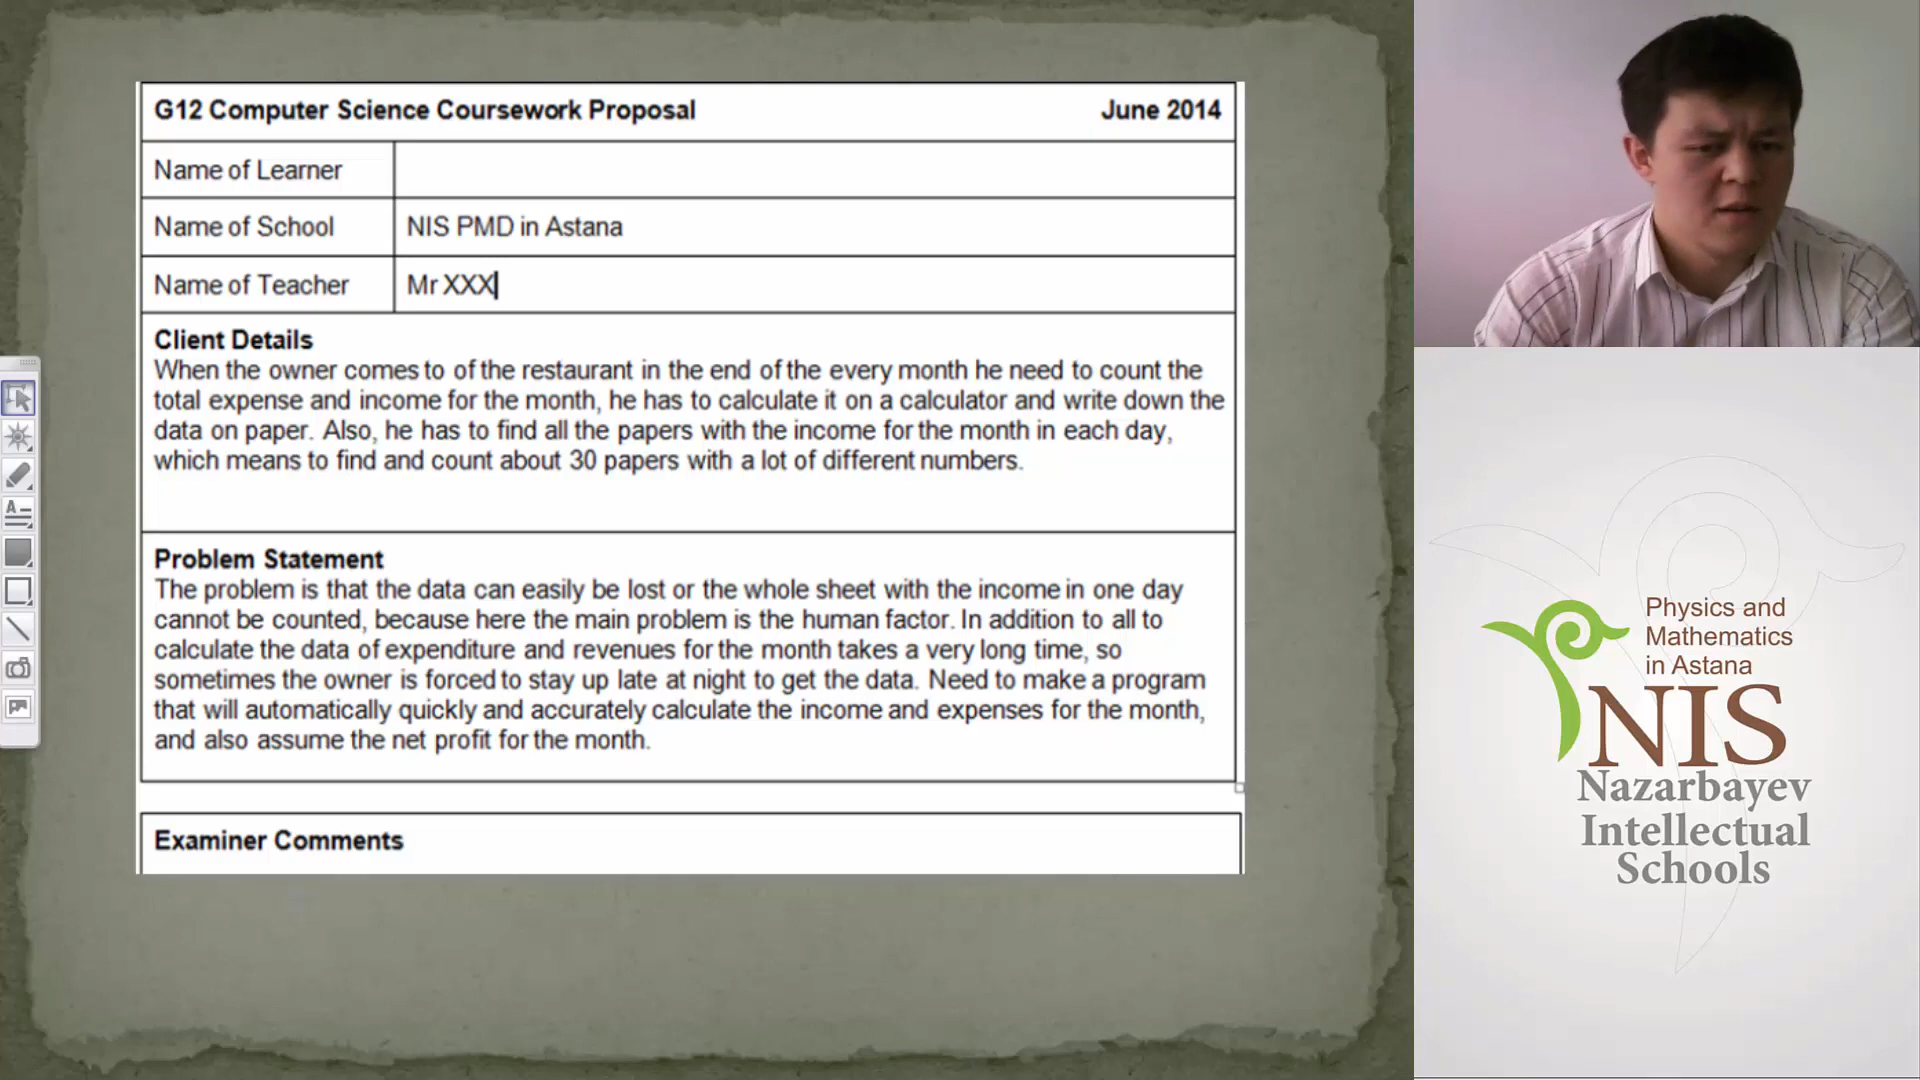 G12 Computer Science Coursework Proposal June 2014
Name of Learner
Name of School NIS PMD in Astana
Name of Teacher Mr XXX
Client Details
When the owner comes to of the restaurant in the end of the every month he need to count the
total expense and income for the month, he has to calculate it on a calculator and write down the
data on paper. Also, he has to find all the papers with the income for the month in each day,
which means to find and count about 30 papers with a lot of different numbers.
Problem Statement
The problem is that the data can easily be lost or the whole sheet with the income in one day
cannot be counted, because here the main problem is the human factor. In addition to all to
calculate the data of expenditure and revenues for the month takes a very long time, so
sometimes the owner is forced to stay up late at night to get the data. Need to make a program
that will automatically quickly and accurately calculate the income and expenses for the month,
and also assume the net profit for the month.
Examiner Comments
Physics and
Mathematics
in Astana
NIS
Nazarbayev
Intellectual
Schools